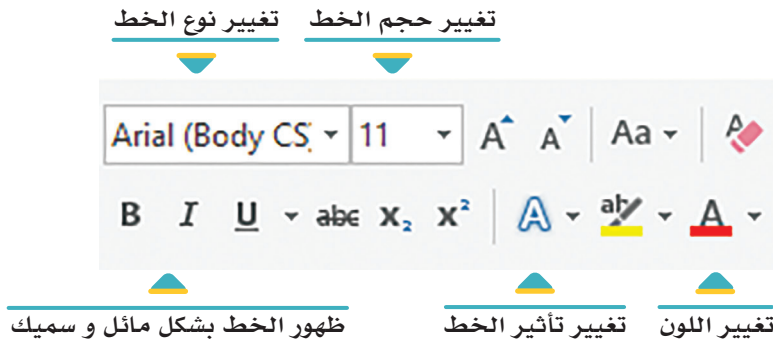 تغيير نوع الخط تغيير حجم الخط
Arial (Body CS) 11 A A Aa A
B I U abc X₂ X² A ab A
ظهور الخط بشكل مائل و سميك تغيير تأثير الخط تغيير اللون